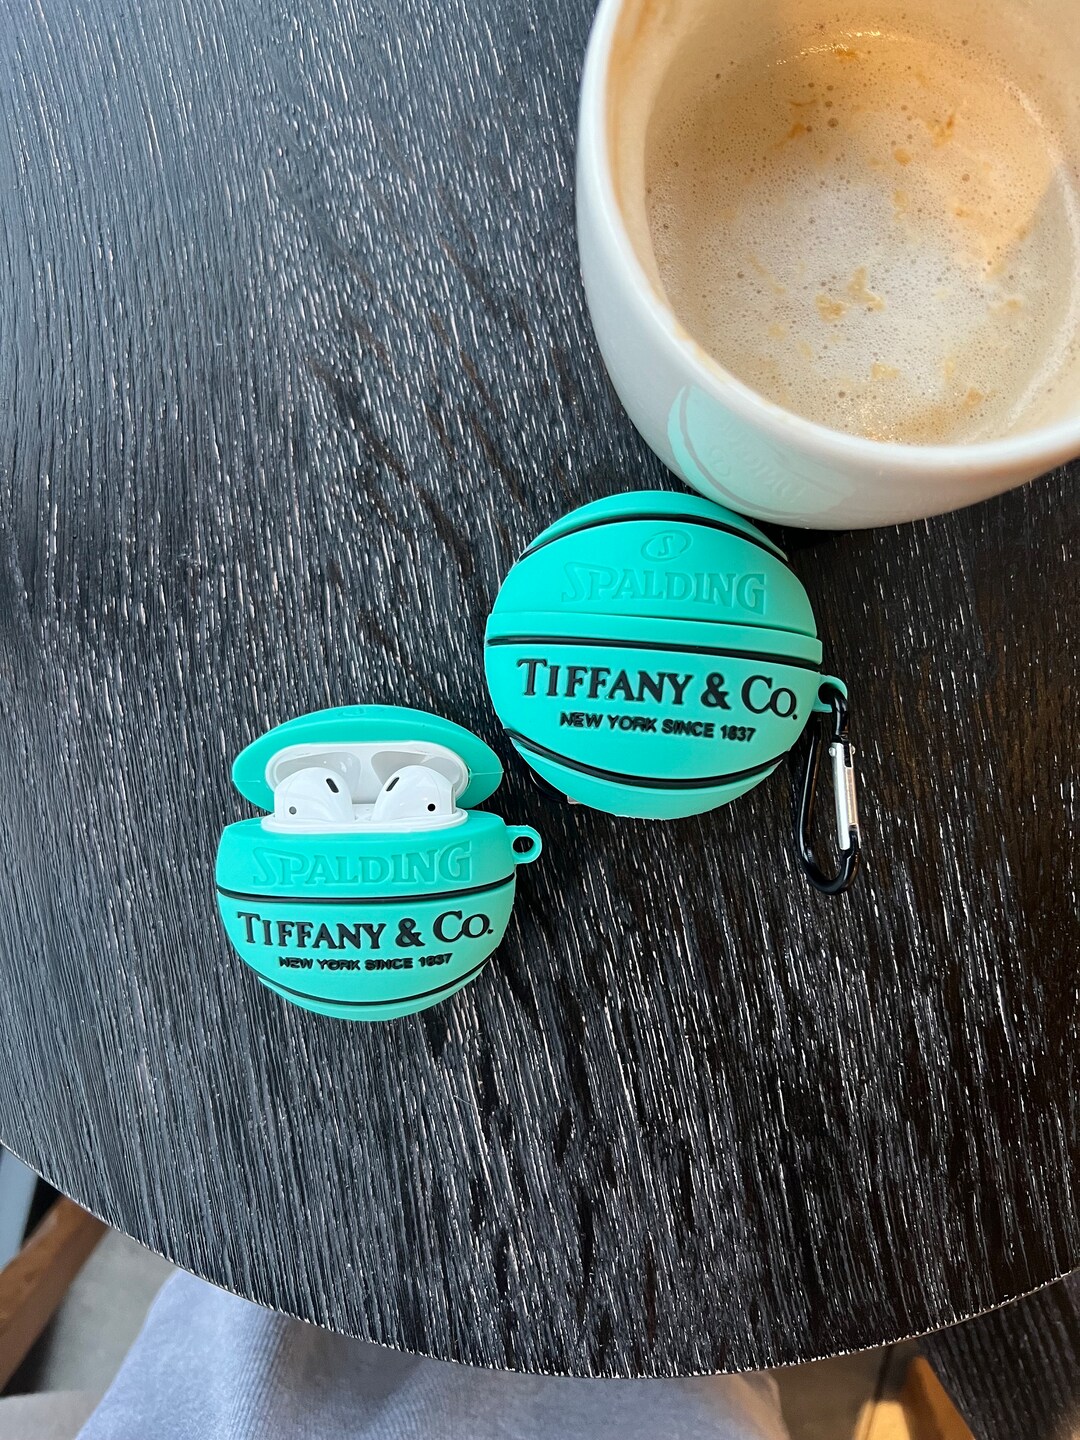 S
SPALDING
TIFFANY & CO.
NEW YORK SINCE 1837
SPALDING
TIFFANY & CO.
NEW YORK SINCE 1837